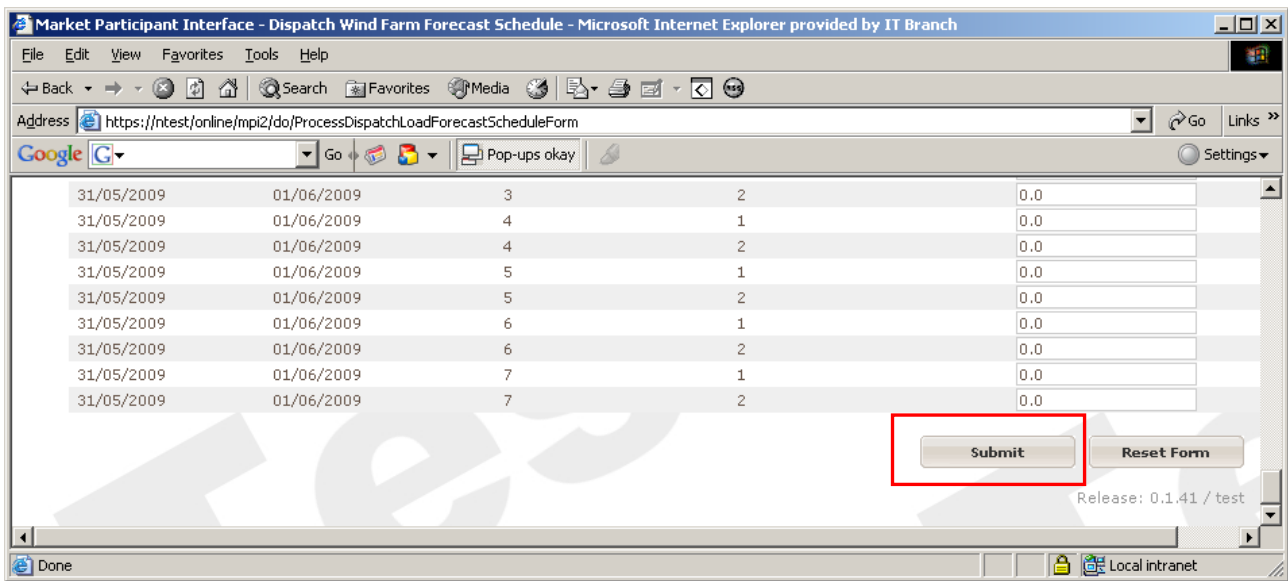 Market Participant Interface - Dispatch Wind Farm Forecast Schedule - Microsoft Internet Explorer provided by IT Branch
File Edit View Favorites Tools Help
Back Search Favorites Media RSS
Address https://ntest/online/mpi2/do/ProcessDispatchLoadForecastScheduleForm Go Links »
Google G Go Pop-ups okay Settings
31/05/2009 01/06/2009 3 2 0.0
31/05/2009 01/06/2009 4 1 0.0
31/05/2009 01/06/2009 4 2 0.0
31/05/2009 01/06/2009 5 1 0.0
31/05/2009 01/06/2009 5 2 0.0
31/05/2009 01/06/2009 6 1 0.0
31/05/2009 01/06/2009 6 2 0.0
31/05/2009 01/06/2009 7 1 0.0
31/05/2009 01/06/2009 7 2 0.0
Tes
Submit Reset Form
Release: 0.1.41 / test
Done Local intranet